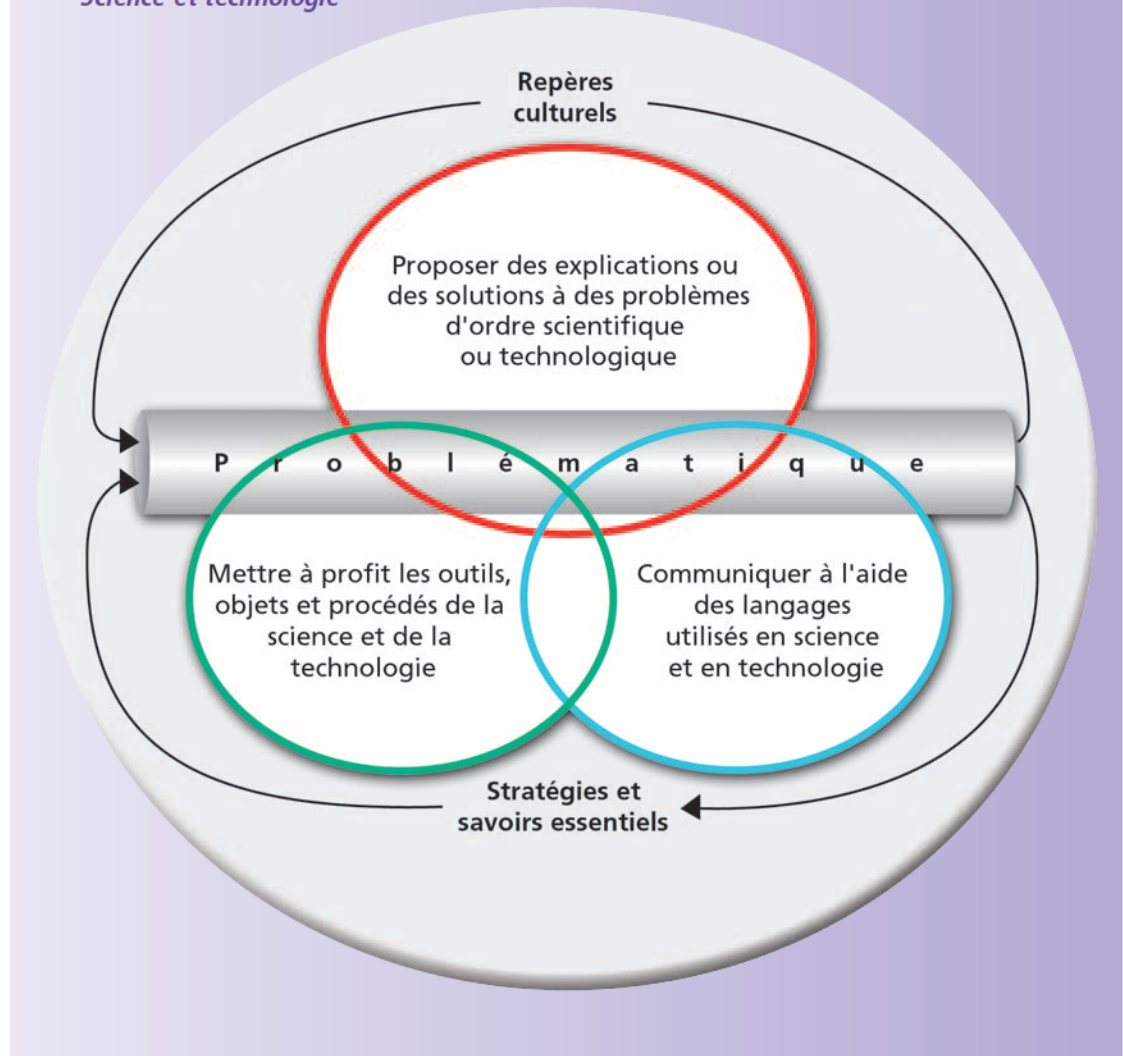 Science et technologie
Repères
culturels
Proposer des explications ou
des solutions à des problèmes
d'ordre scientifique
ou technologique
Problématique
Mettre à profit les outils,
objets et procédés de la
science et de la
technologie
Communiquer à l'aide
des langages
utilisés en science
et en technologie
Stratégies et
savoirs essentiels